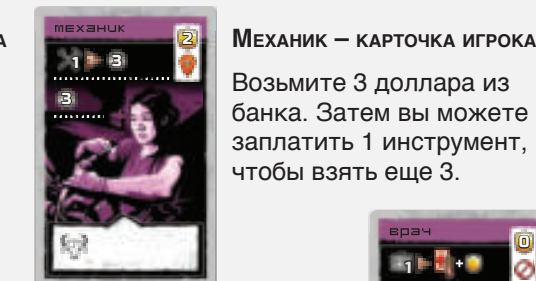 А
МЕХАНИК – КАРТОЧКА ИГРОКА
Возьмите 3 доллара из
банка. Затем вы можете
заплатить 1 инструмент,
чтобы взять еще 3.
механик
2
1 3
3
врач
0
1 +